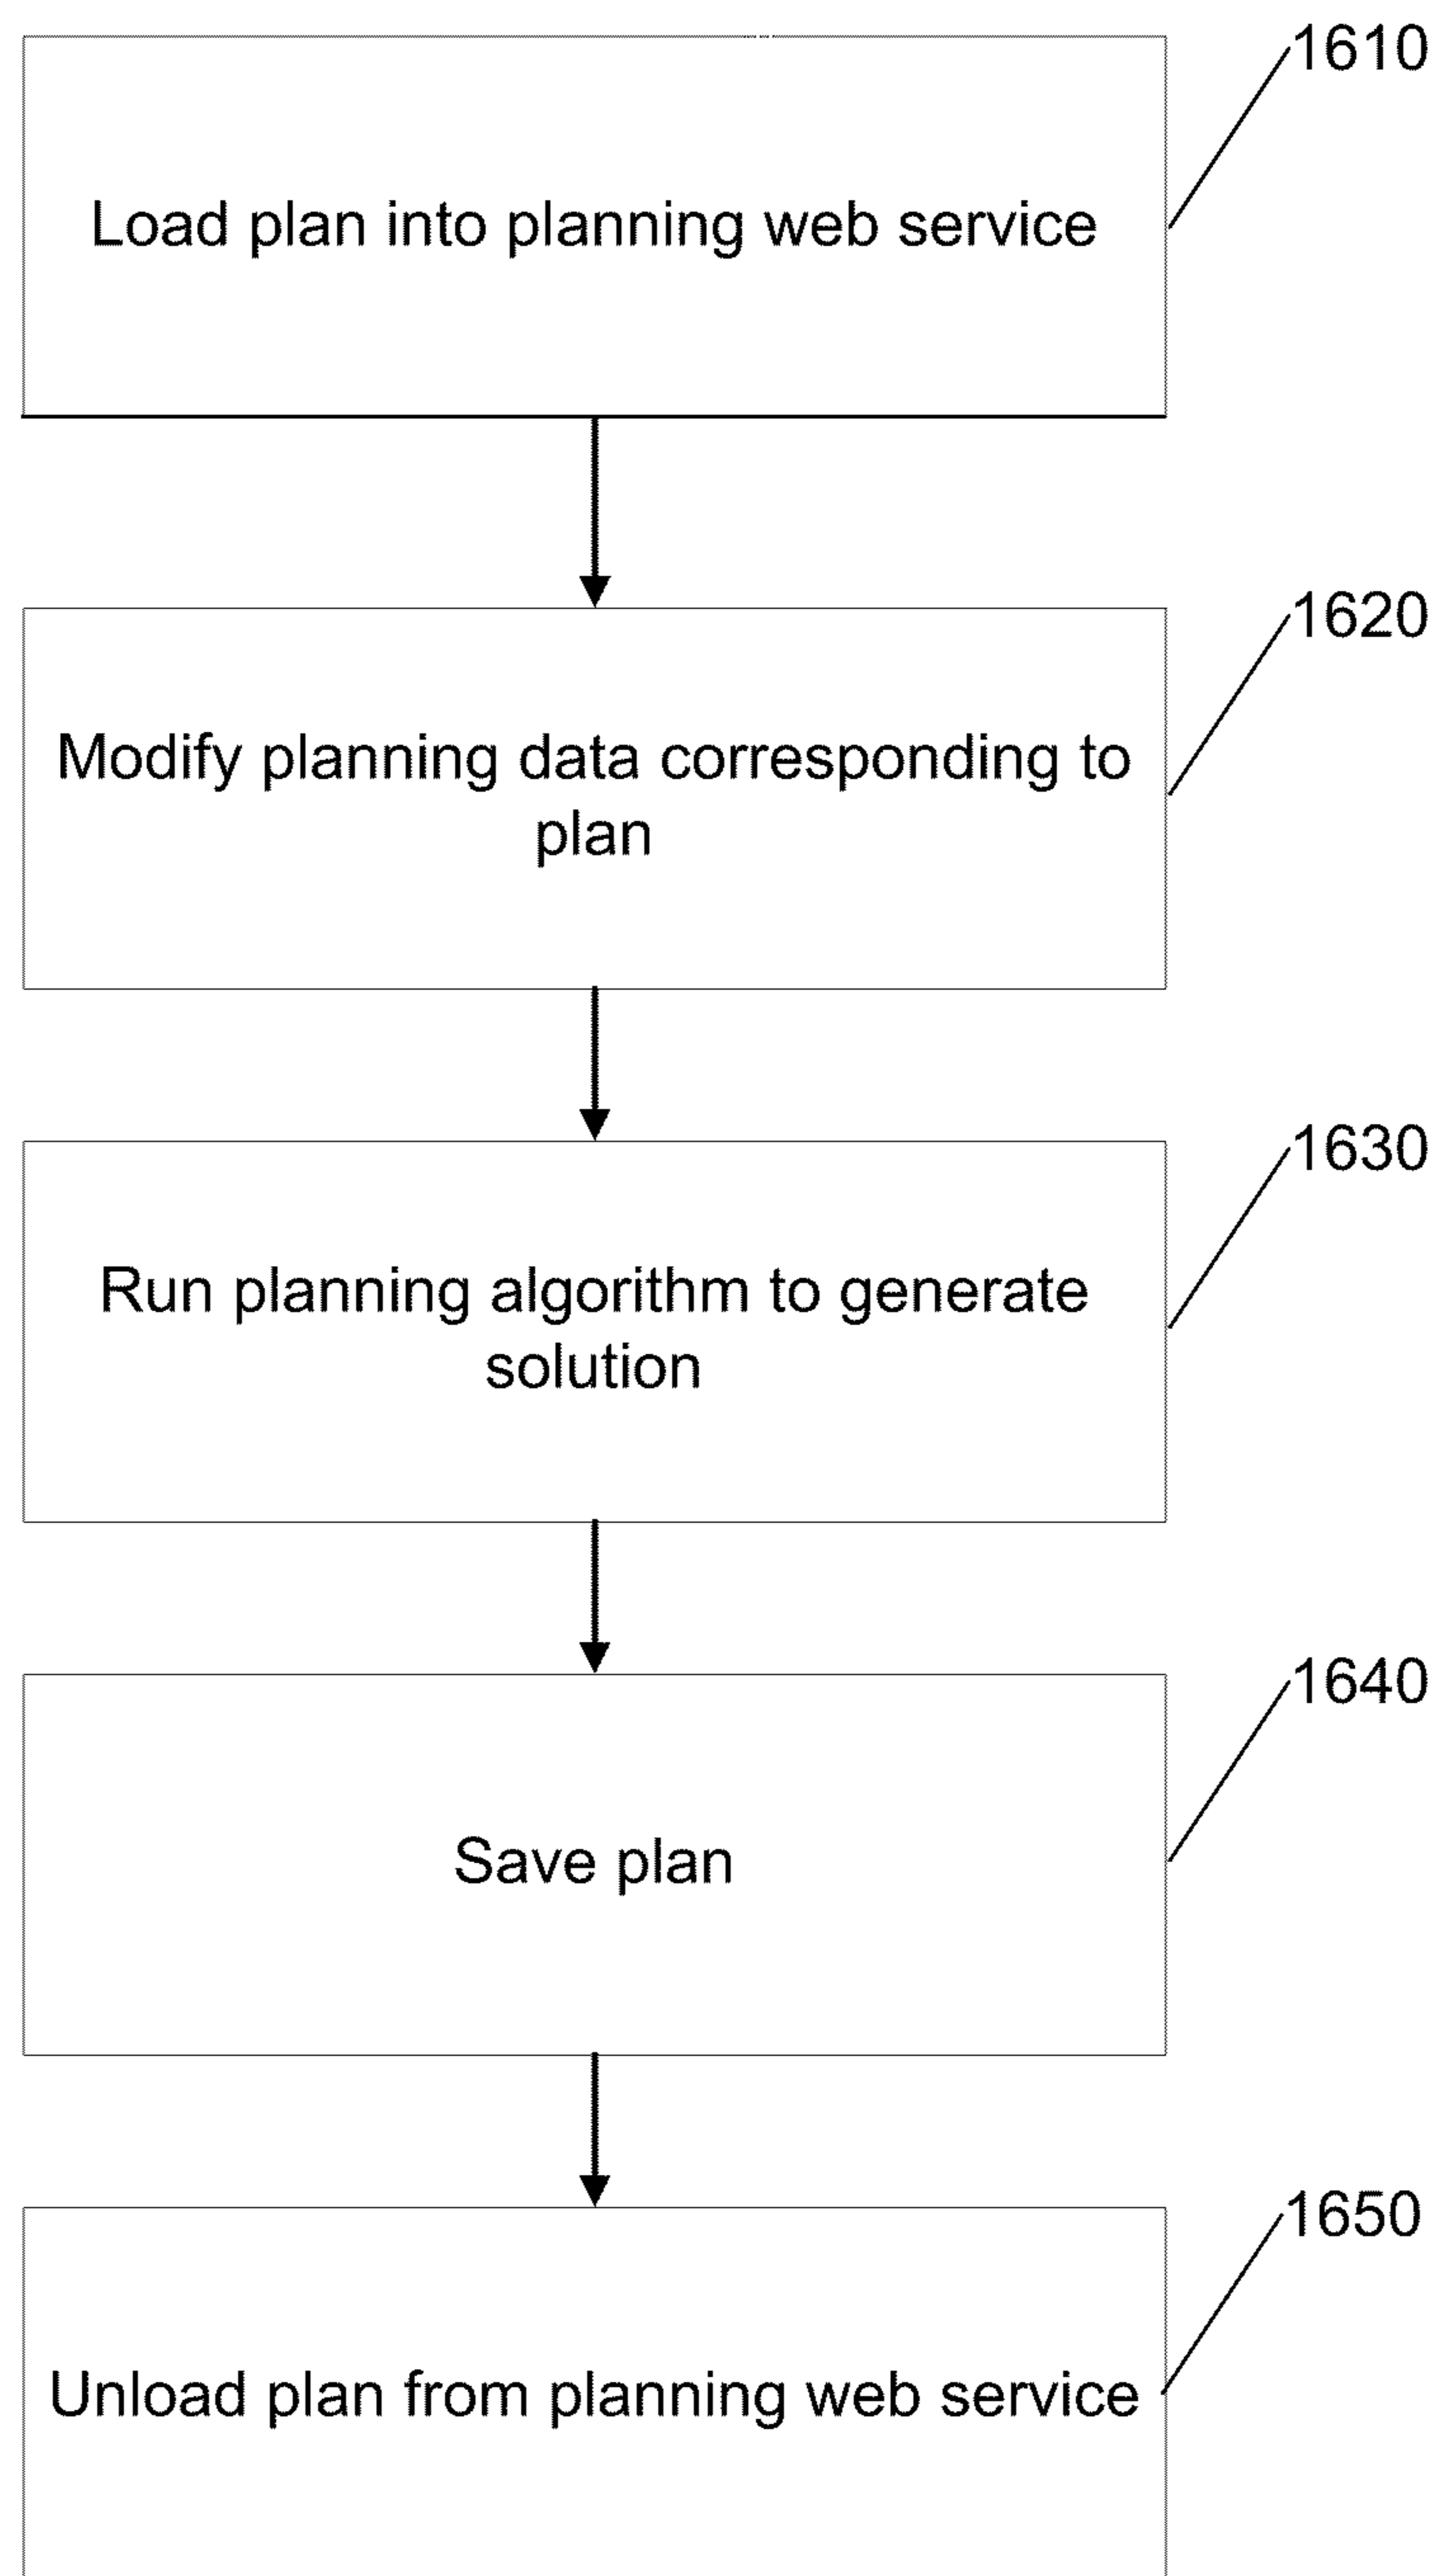 1610
Load plan into planning web service
1620
Modify planning data corresponding to
plan
1630
Run planning algorithm to generate
solution
1640
Save plan
1650
Unload plan from planning web service